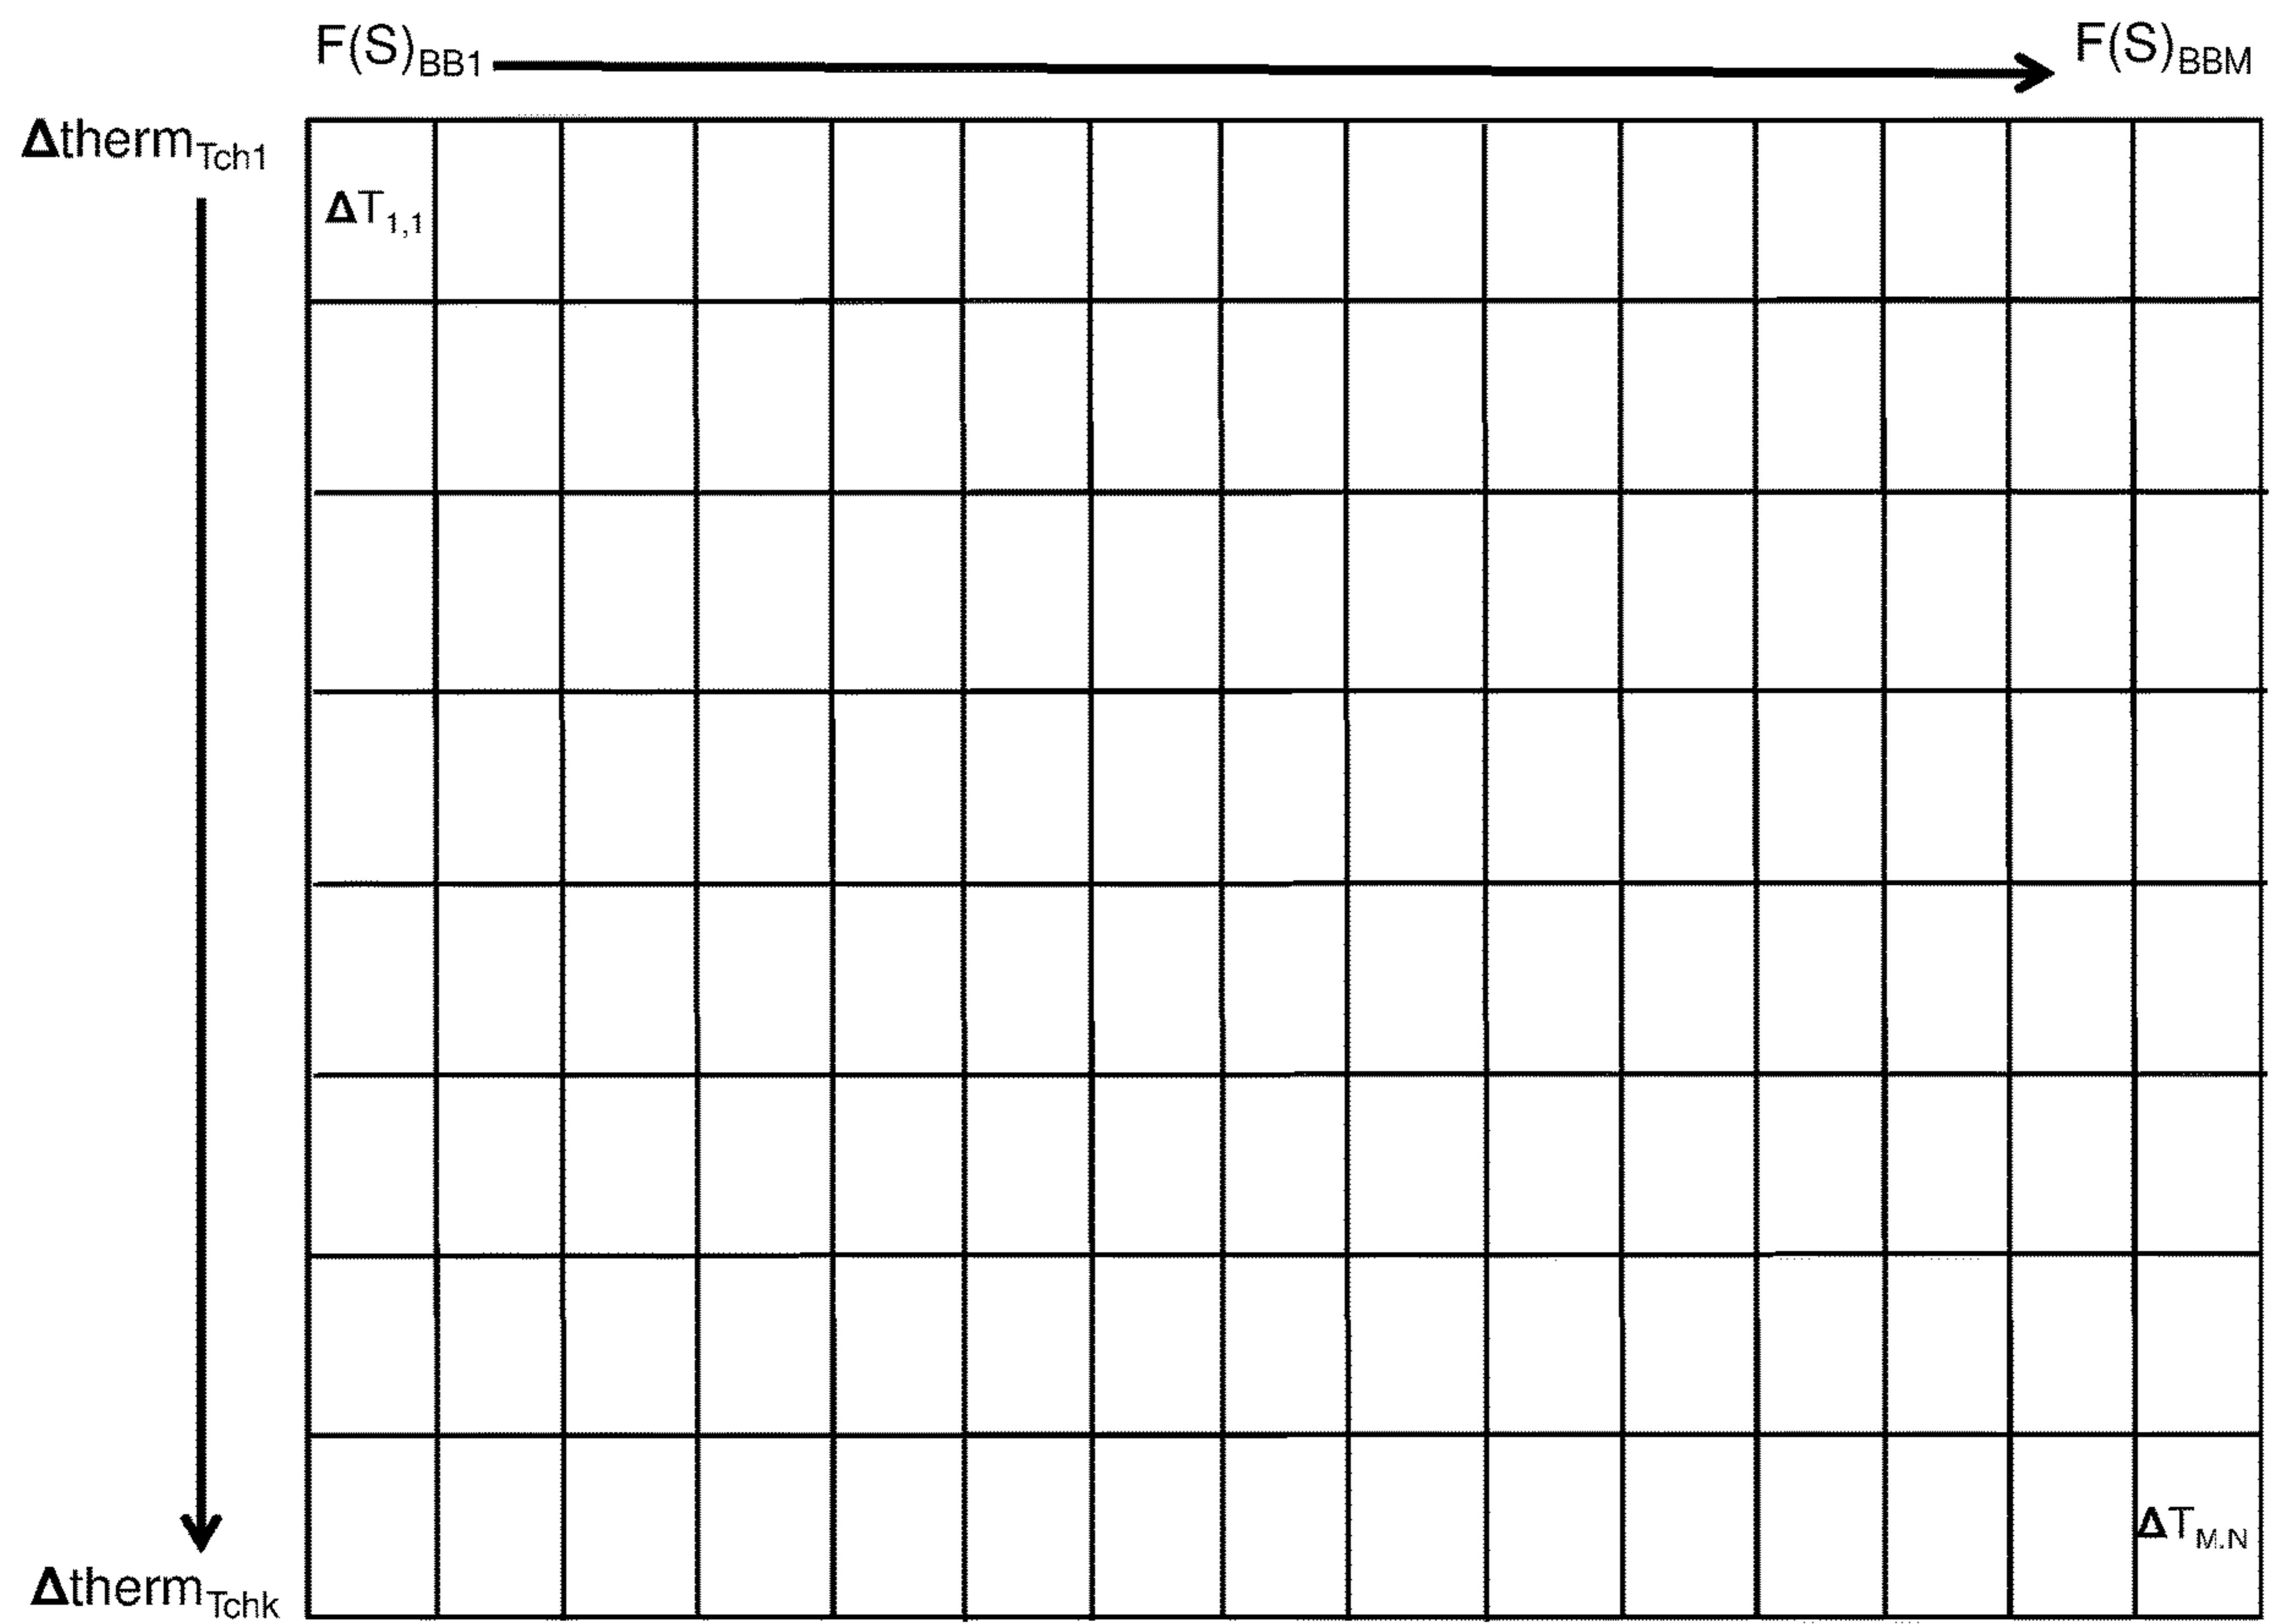 F(S)BB1 F(S)BBM
ΔthermTch1
ΔT1,1
ΔTM.N
ΔthermTchk